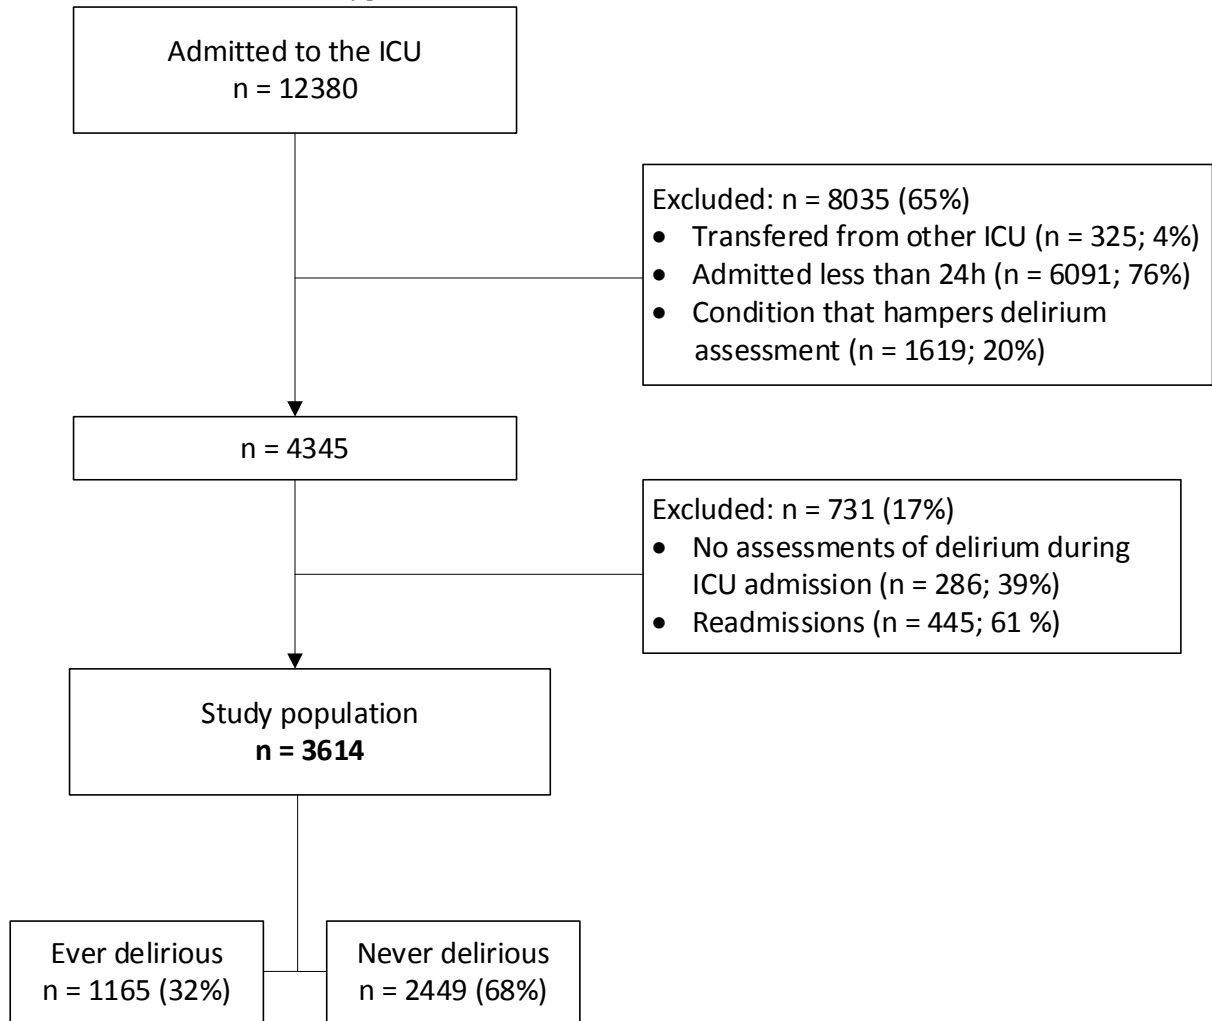 Admitted to the ICU
n = 12380
Excluded: n = 8035 (65%)
• Transfered from other ICU (n = 325; 4%)
• Admitted less than 24h (n = 6091; 76%)
• Condition that hampers delirium
assessment (n = 1619; 20%)
n = 4345
Excluded: n = 731 (17%)
• No assessments of delirium during
ICU admission (n = 286; 39%)
• Readmissions (n = 445; 61 %)
Study population
n = 3614
Ever delirious
n = 1165 (32%)
Never delirious
n = 2449 (68%)